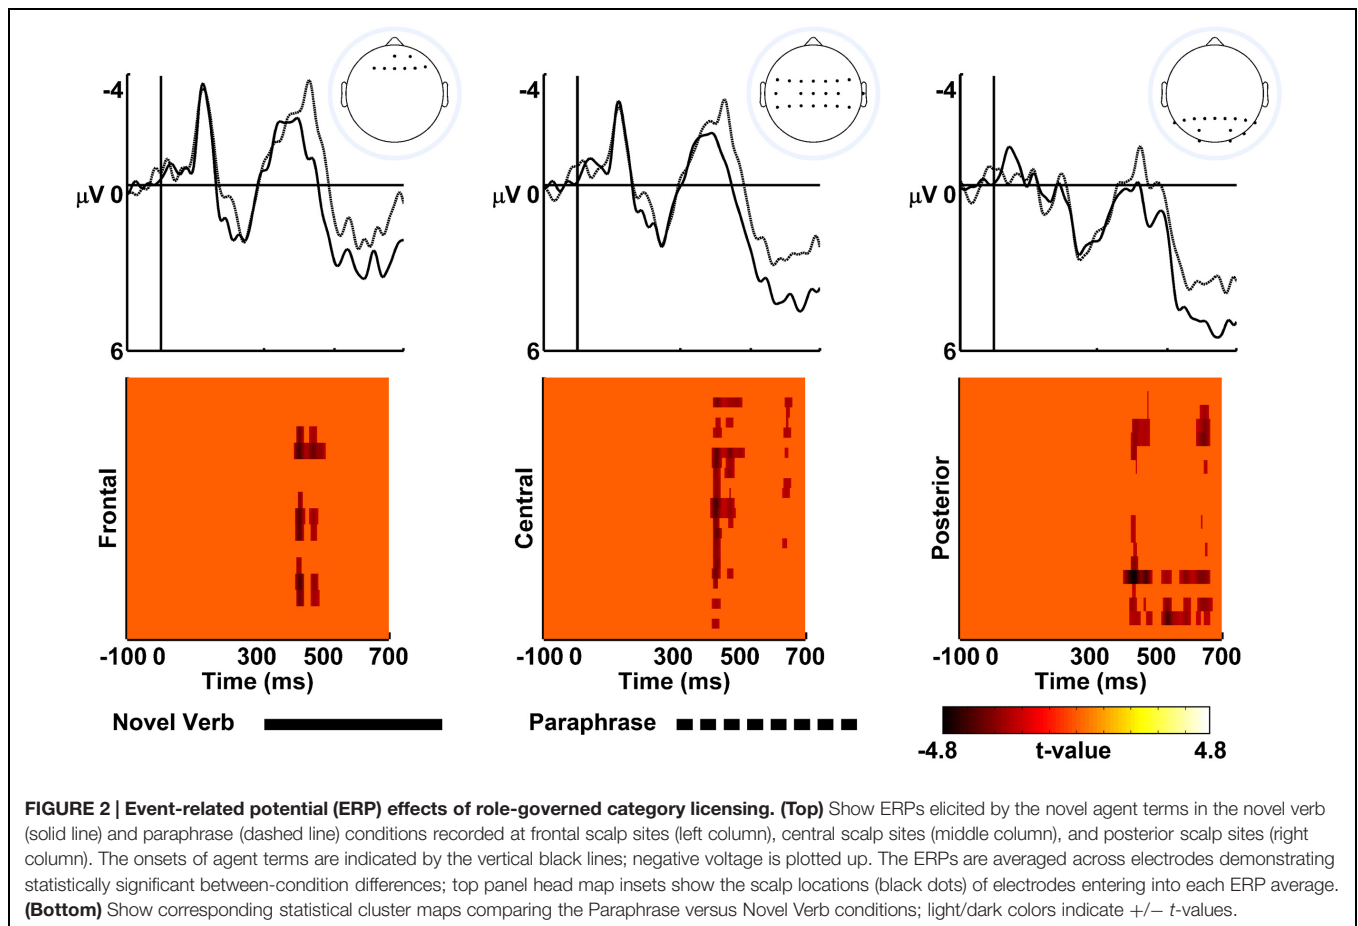 -4
μV 0
6
-4
μV 0
6
-4
μV 0
6
Frontal
-100 0 300 500 700
Time (ms)
Central
-100 0 300 500 700
Time (ms)
Posterior
-100 0 300 500 700
Time (ms)
Novel Verb
Paraphrase
-4.8 t-value 4.8
FIGURE 2 | Event-related potential (ERP) effects of role-governed category licensing. (Top) Show ERPs elicited by the novel agent terms in the novel verb
(solid line) and paraphrase (dashed line) conditions recorded at frontal scalp sites (left column), central scalp sites (middle column), and posterior scalp sites (right
column). The onsets of agent terms are indicated by the vertical black lines; negative voltage is plotted up. The ERPs are averaged across electrodes demonstrating
statistically significant between-condition differences; top panel head map insets show the scalp locations (black dots) of electrodes entering into each ERP average.
(Bottom) Show corresponding statistical cluster maps comparing the Paraphrase versus Novel Verb conditions; light/dark colors indicate +/− t-values.